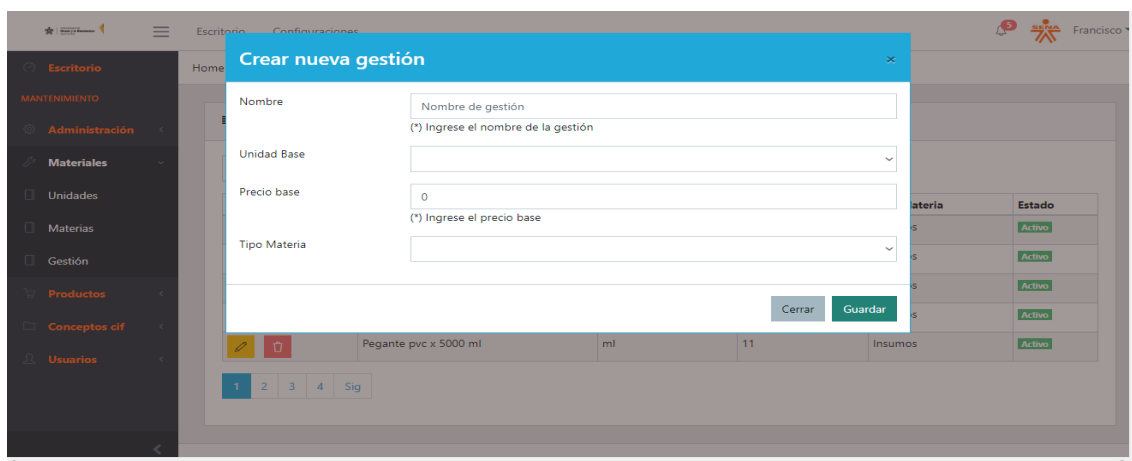 5
SENA
Francisco
Escritorio Configuraciones
Escritorio
Home
Crear nueva gestión
×
MANTENIMIENTO
Administración
Materiales
Unidades
Materias
Gestión
Productos
Conceptos cif
Usuarios
Nombre
Nombre de gestión
(*) Ingrese el nombre de la gestión
Unidad Base
Precio base
0
(*) Ingrese el precio base
Tipo Materia
Cerrar Guardar
ateria Estado
Activo
Activo
Activo
Activo
Pegante pvc x 5000 ml ml 11 Insumos Activo
1 2 3 4 Sig